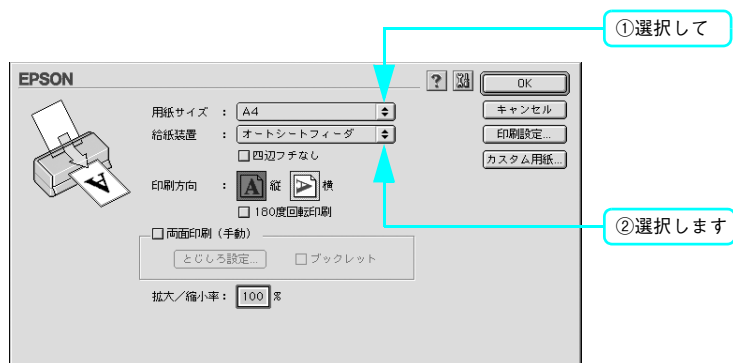 ①選択して
EPSON
OK
用紙サイズ : A4
キャンセル
給紙装置 : オートシートフィーダ
印刷設定...
四辺フチなし
カスタム用紙...
印刷方向 : 縦 横
180度回転印刷
②選択します
両面印刷(手動)
とじしろ設定... ブックレット
拡大/縮小率: 100 %